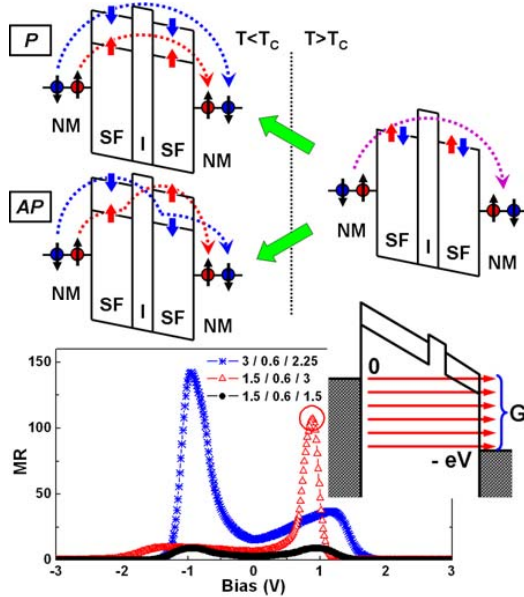 P
T<T_C
T>T_C
NM
SF
I
SF
NM
AP
NM
SF
I
SF
NM
NM
SF
I
SF
NM
150
100
50
0
MR
3 / 0.6 / 2.25
1.5 / 0.6 / 3
1.5 / 0.6 / 1.5
0
G
- eV
-3
-2
-1
0
1
2
3
Bias (V)